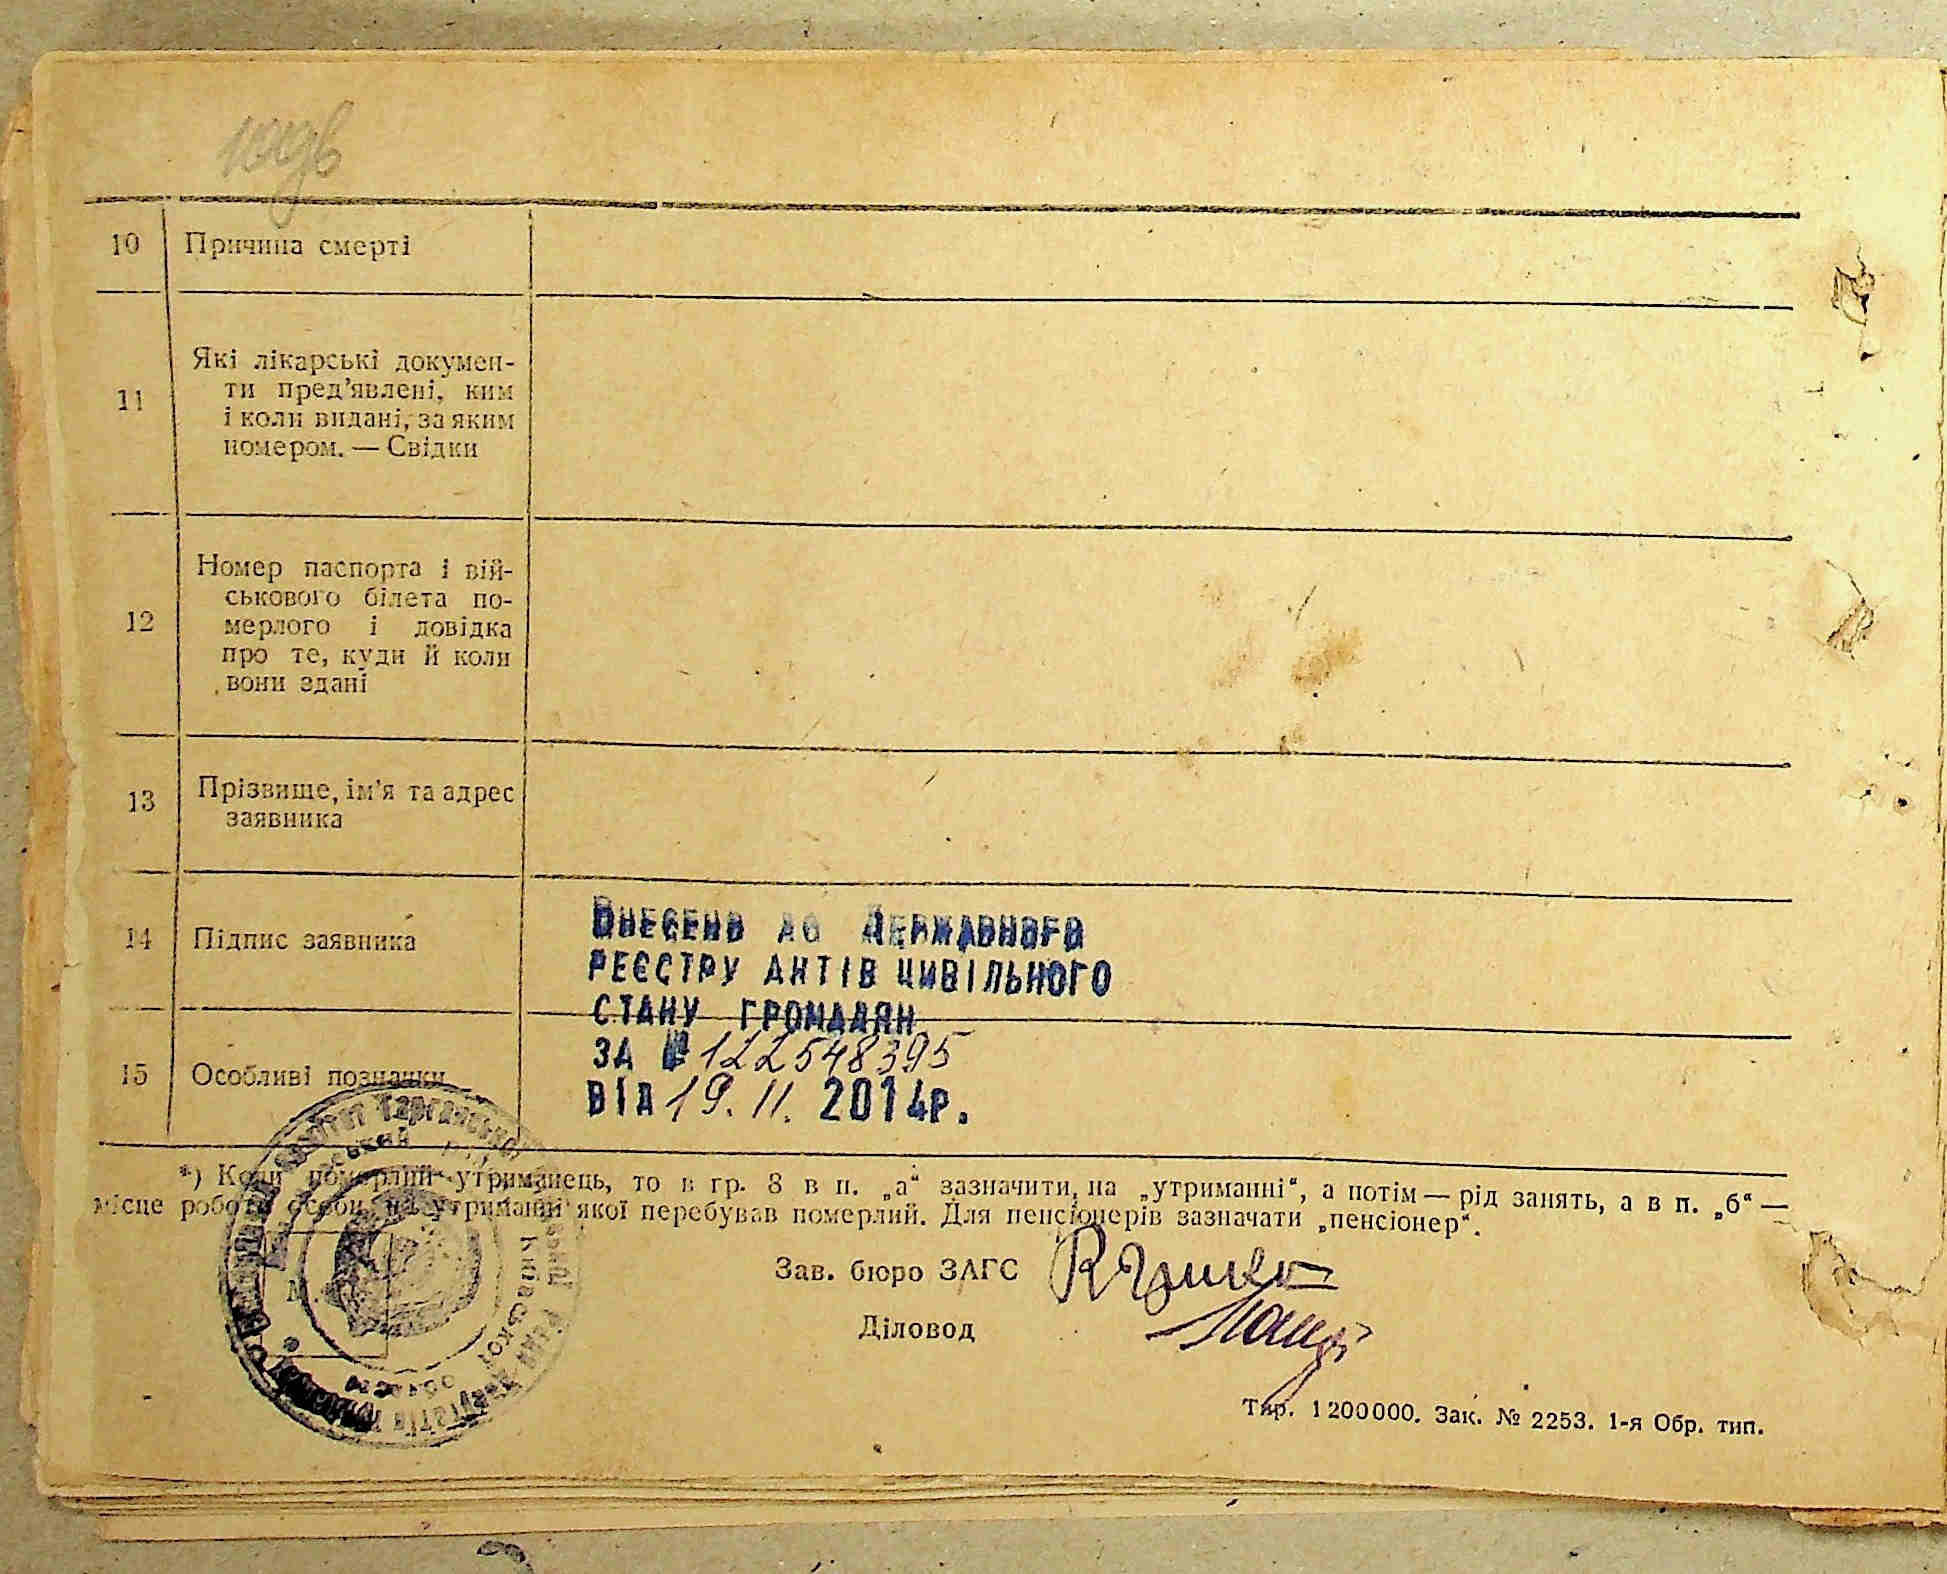 10 Причина смерті
11 Які лікарські докумен-
ти пред'явлені, ким
і коли видані, за яким
номером. — Свідки
12 Номер паспорта і вій-
ськового білета по-
мерлого і довідка
про те, куди й коли
вони здані
13 Прізвище, ім'я та адрес
заявника
14 Підпис заявника
Внесено до Державного
реєстру актів цивільного
стану громадян
за № 122548395
від 19. 11. 2014р.
15 Особливі позначки
*) Коли померлий утриманець, то в гр. 8 в п. „а“ зазначити „на „утриманні“, а потім — рід занять, а в п. „б“ —
місце роботи особи, на утриманні якої перебував померлий. Для пенсіонерів зазначати „пенсіонер“.
Зав. бюро ЗАГС
Діловод
М.
Київської
області
депутатів
Тир. 1200000. Зак. № 2253. 1-я Обр. тип.